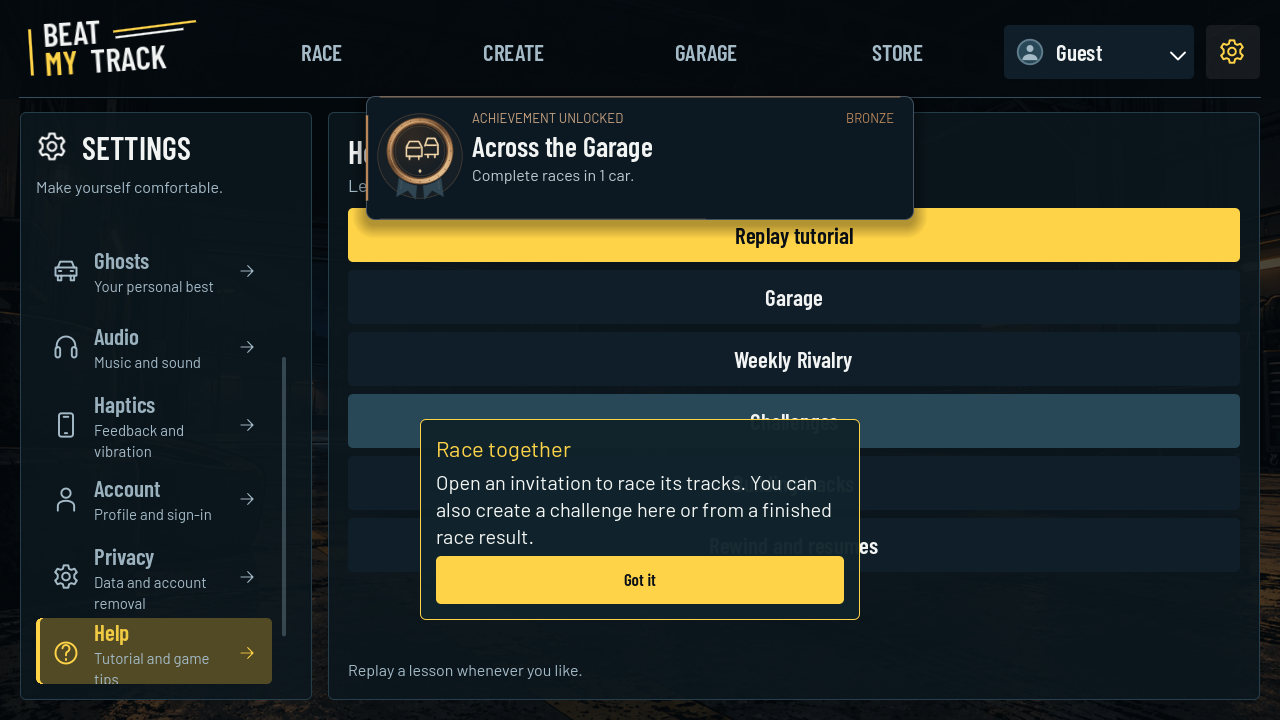 BEAT
MY TRACK
RACE
CREATE
GARAGE
STORE
Guest
SETTINGS
Make yourself comfortable.
Ghosts
Your personal best
Audio
Music and sound
Haptics
Feedback and
vibration
Account
Profile and sign-in
Privacy
Data and account
removal
Help
Tutorial and game
tips
ACHIEVEMENT UNLOCKED
BRONZE
Across the Garage
Complete races in 1 car.
Replay tutorial
Garage
Weekly Rivalry
Challenges
Race together
Open an invitation to race its tracks. You can
also create a challenge here or from a finished
race result.
Got it
Rewind and resumes
Replay a lesson whenever you like.